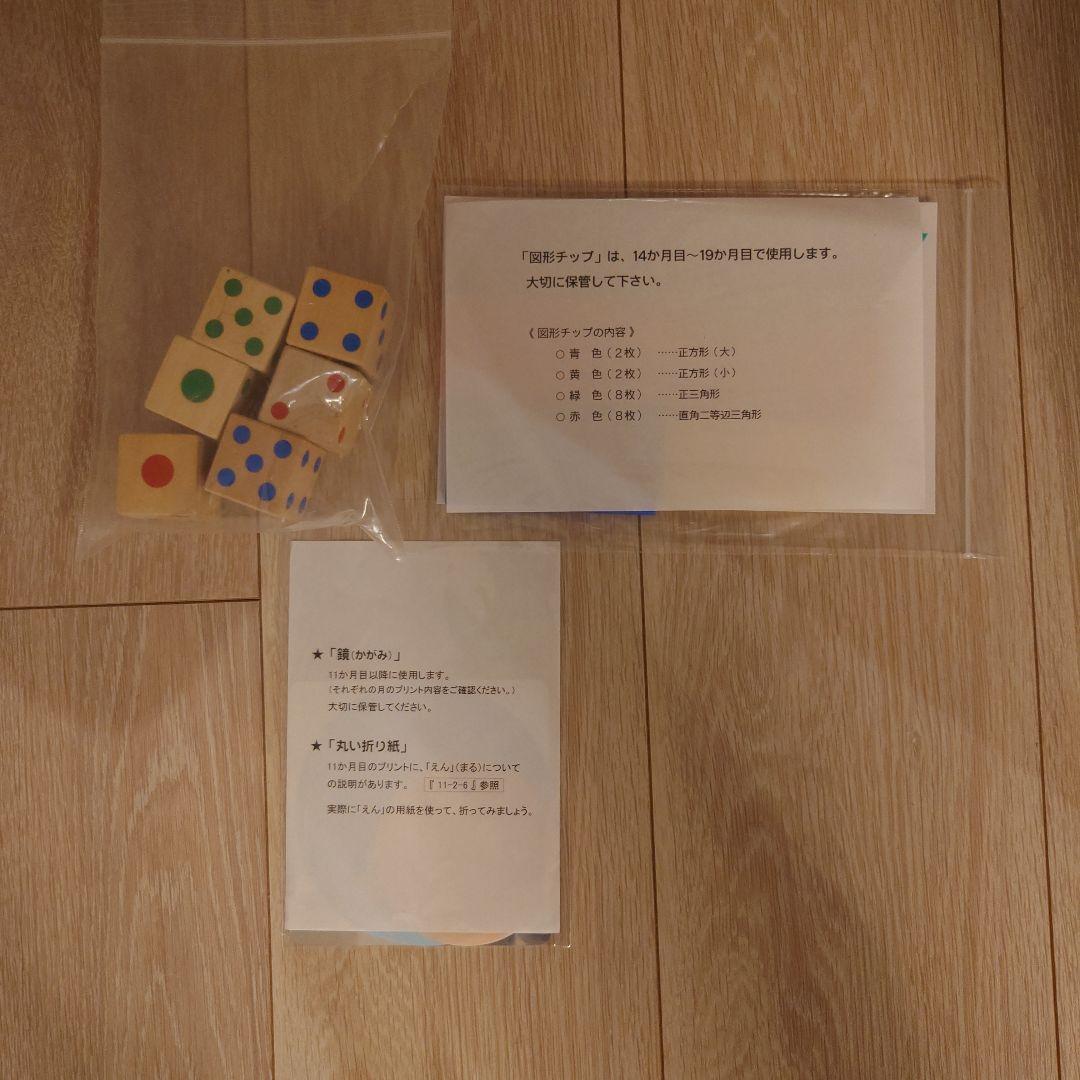 「図形チップ」は、14か月目～19か月目で使用します。
大切に保管して下さい。
《 図形チップの内容 》
○ 青　色（２枚）　……正方形（大）
○ 黄　色（２枚）　……正方形（小）
○ 緑　色（８枚）　……正三角形
○ 赤　色（８枚）　……直角二等辺三角形
★「鏡（かがみ）」
11か月目以降に使用します。
（それぞれの月のプリント内容をご確認ください。）
大切に保管してください。
★「丸い折り紙」
11か月目のプリントに、「えん」（まる）について
の説明があります。　『 11-2-6 』参照
実際に「えん」の用紙を使って、折ってみましょう。